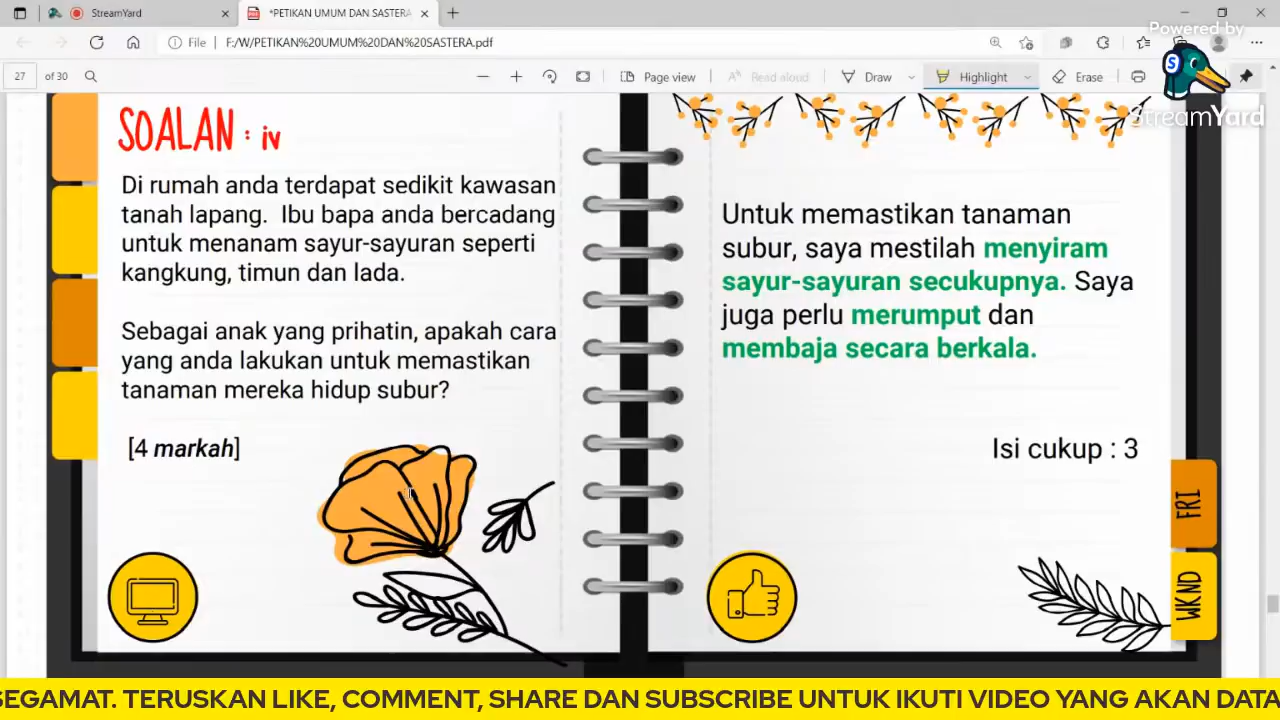 StreamYard
*PETIKAN UMUM DAN SASTERA
File
F:/W/PETIKAN%20UMUM%20DAN%20SASTERA.pdf
Powered by
StreamYard
27 of 30
Page view
Read aloud
Draw
Highlight
Erase
SOALAN : iv
Di rumah anda terdapat sedikit kawasan
tanah lapang. Ibu bapa anda bercadang
untuk menanam sayur-sayuran seperti
kangkung, timun dan lada.
Sebagai anak yang prihatin, apakah cara
yang anda lakukan untuk memastikan
tanaman mereka hidup subur?
[4 markah]
Untuk memastikan tanaman
subur, saya mestilah menyiram
sayur-sayuran secukupnya. Saya
juga perlu merumput dan
membaja secara berkala.
Isi cukup : 3
FRI
WKND
SEGAMAT. TERUSKAN LIKE, COMMENT, SHARE DAN SUBSCRIBE UNTUK IKUTI VIDEO YANG AKAN DATA